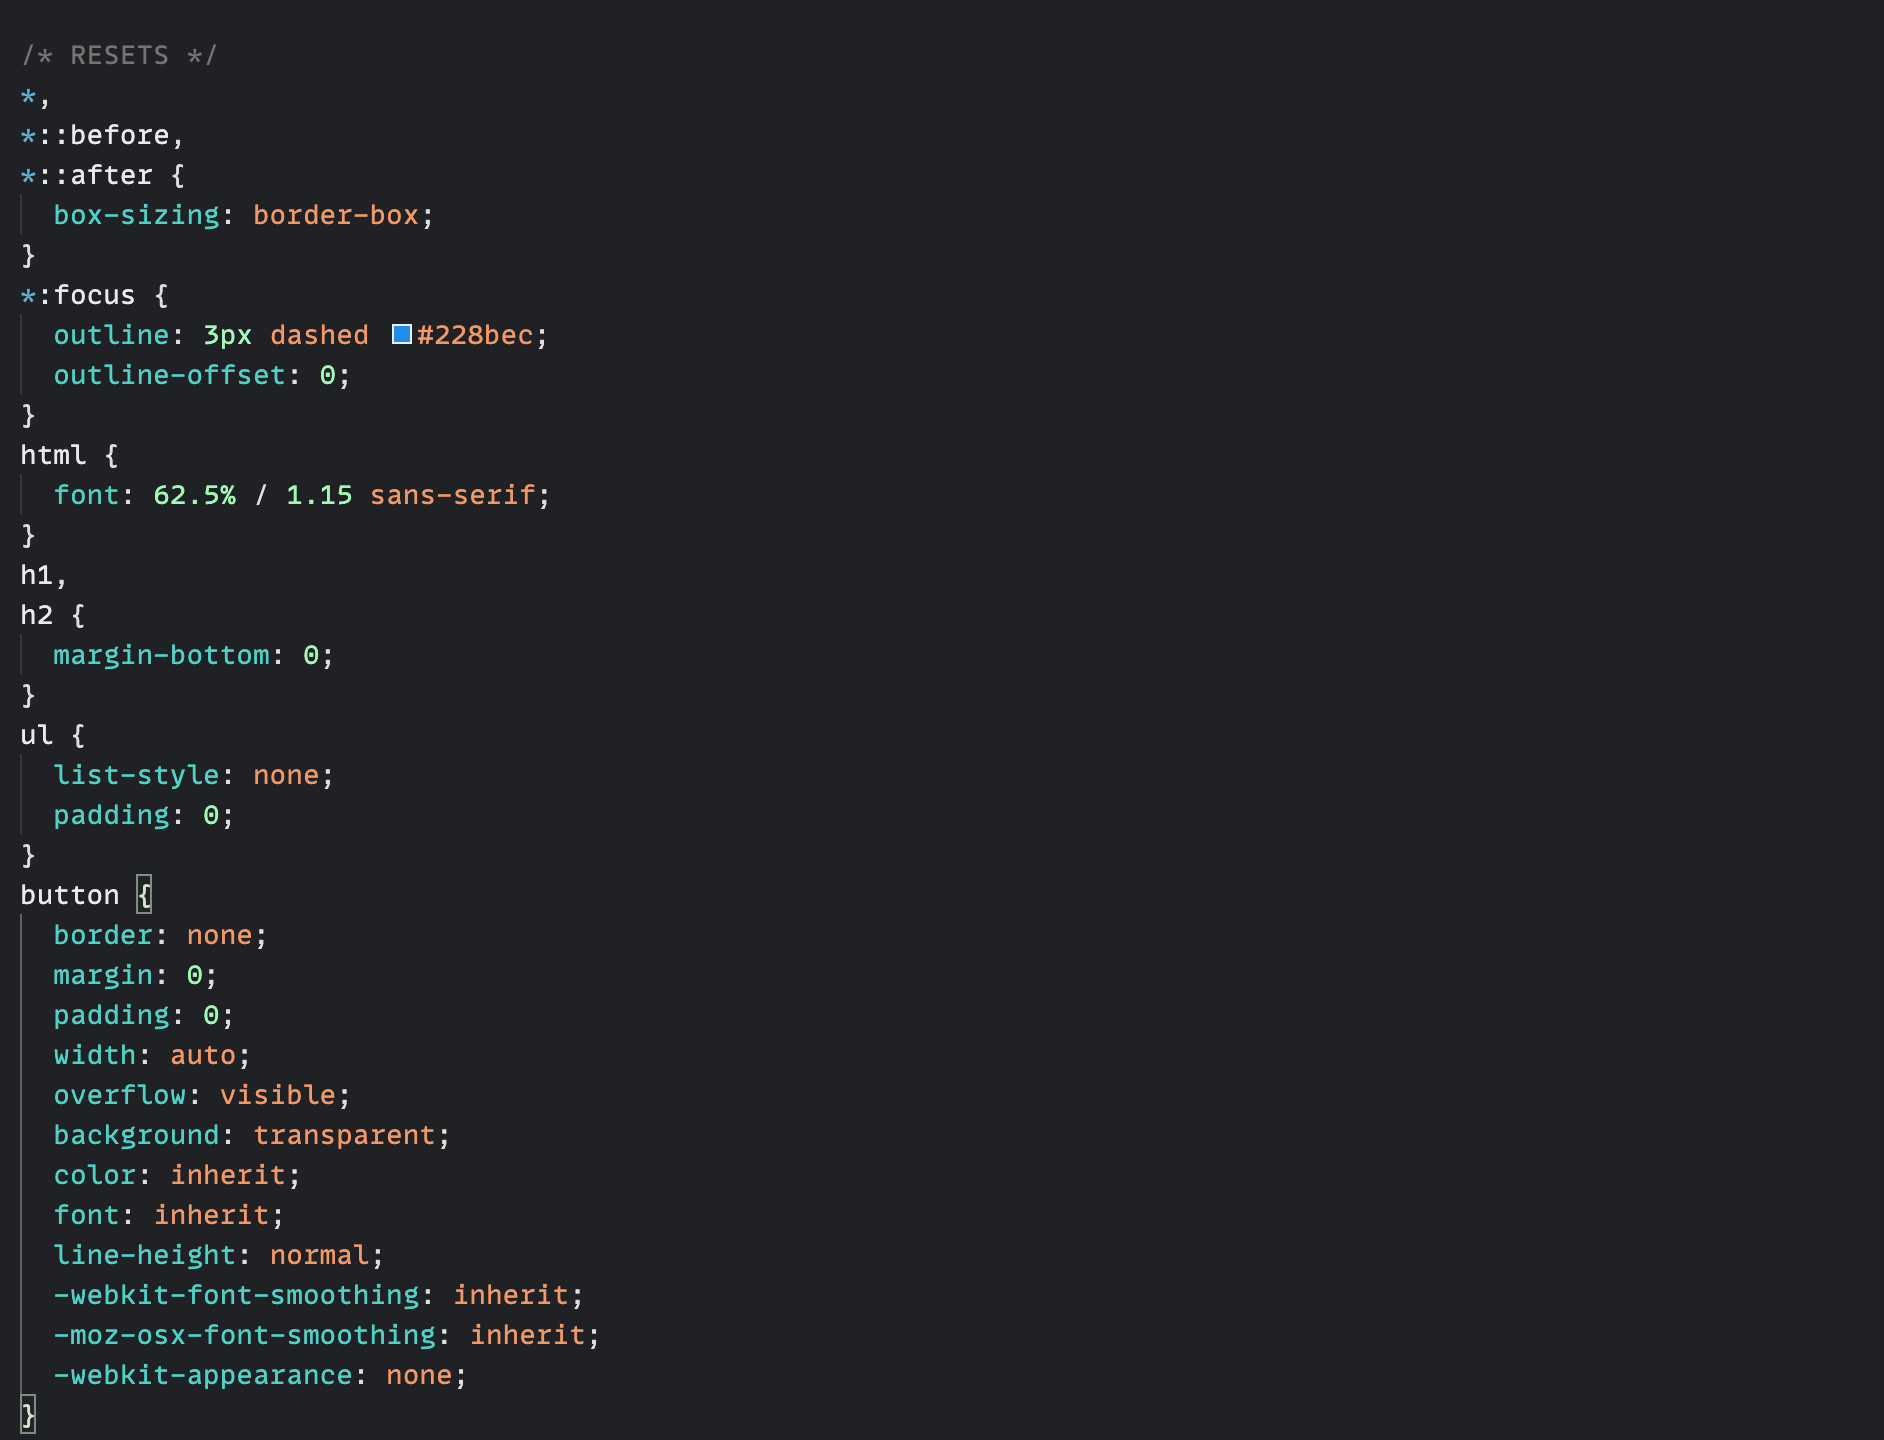 /* RESETS */
*,
*::before,
*::after {
  box-sizing: border-box;
}
*:focus {
  outline: 3px dashed #228bec;
  outline-offset: 0;
}
html {
  font: 62.5% / 1.15 sans-serif;
}
h1,
h2 {
  margin-bottom: 0;
}
ul {
  list-style: none;
  padding: 0;
}
button {
  border: none;
  margin: 0;
  padding: 0;
  width: auto;
  overflow: visible;
  background: transparent;
  color: inherit;
  font: inherit;
  line-height: normal;
  -webkit-font-smoothing: inherit;
  -moz-osx-font-smoothing: inherit;
  -webkit-appearance: none;
}